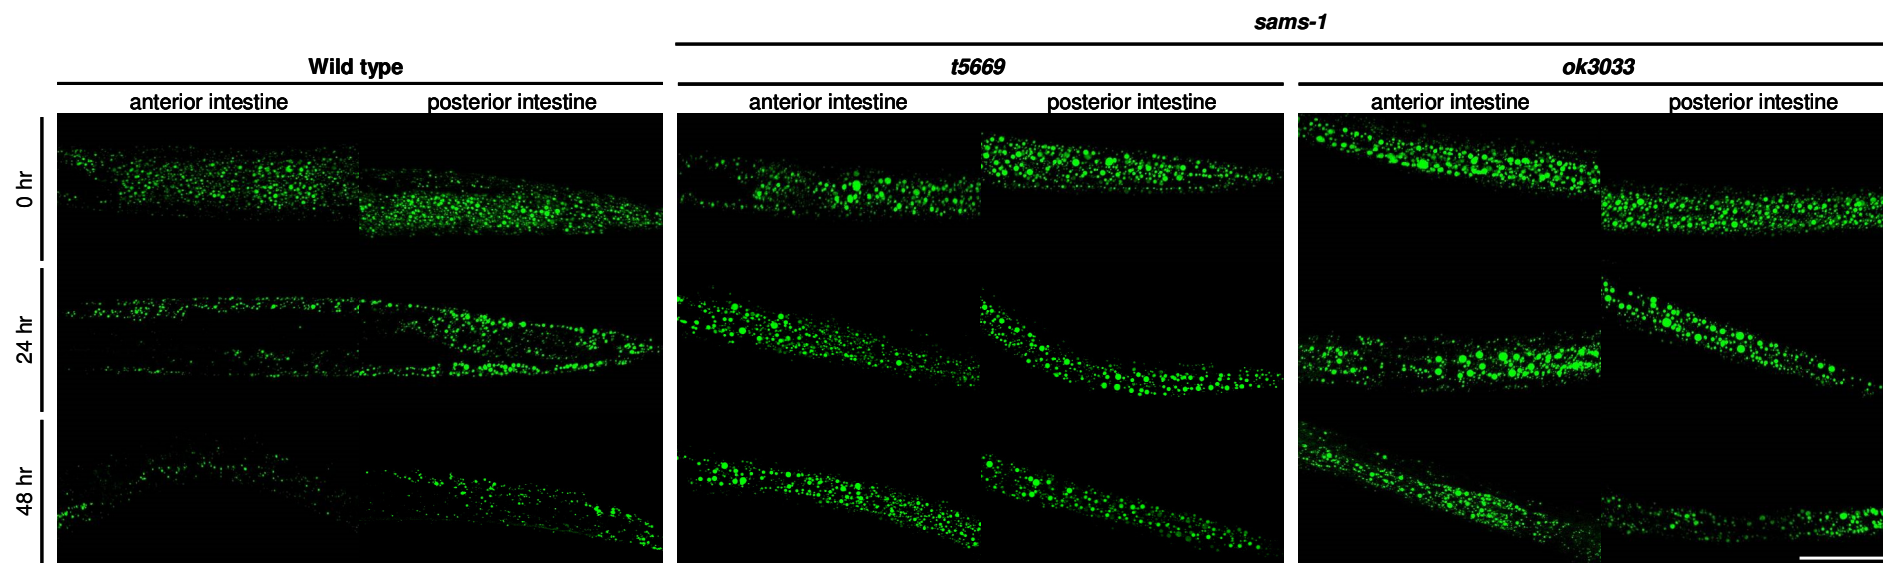 sams-1
Wild type t5669 ok3033
anterior intestine posterior intestine anterior intestine posterior intestine anterior intestine posterior intestine
0 hr
24 hr
48 hr